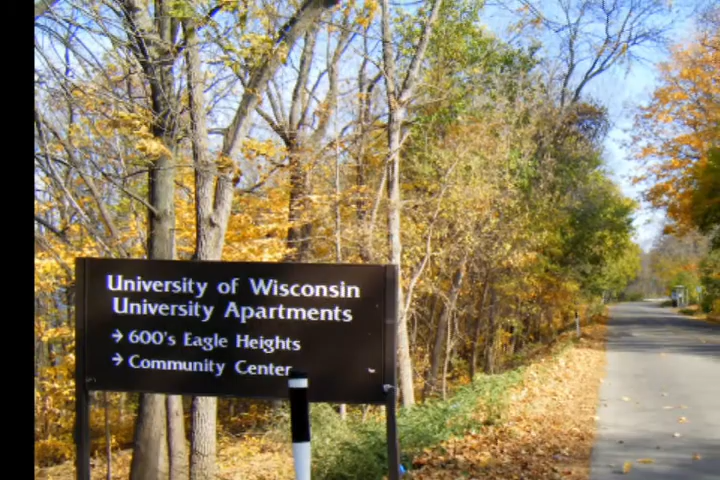 University of Wisconsin
University Apartments
→ 600's Eagle Heights
→ Community Center